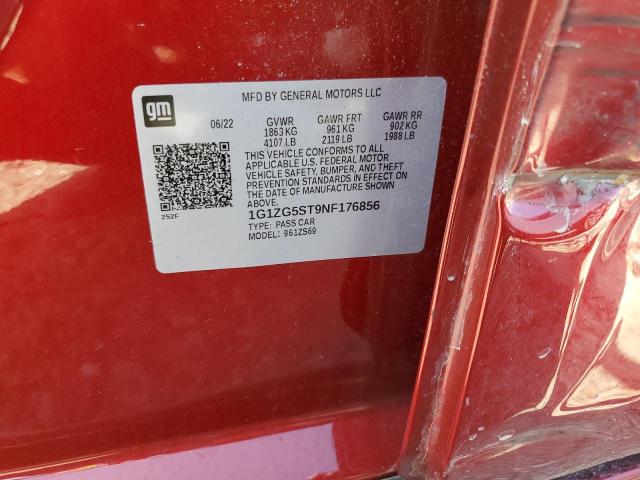 MFD BY GENERAL MOTORS LLC
gm
06/22 GVWR GAWR FRT GAWR RR
1863 KG 961 KG 902 KG
4107 LB 2119 LB 1988 LB
THIS VEHICLE CONFORMS TO ALL
APPLICABLE U.S. FEDERAL MOTOR
VEHICLE SAFETY, BUMPER, AND THEFT
PREVENTION STANDARDS IN EFFECT ON
THE DATE OF MANUFACTURE SHOWN
ABOVE.
252F
1G1ZG5ST9NF176856
TYPE: PASS CAR
MODEL: 961ZS69